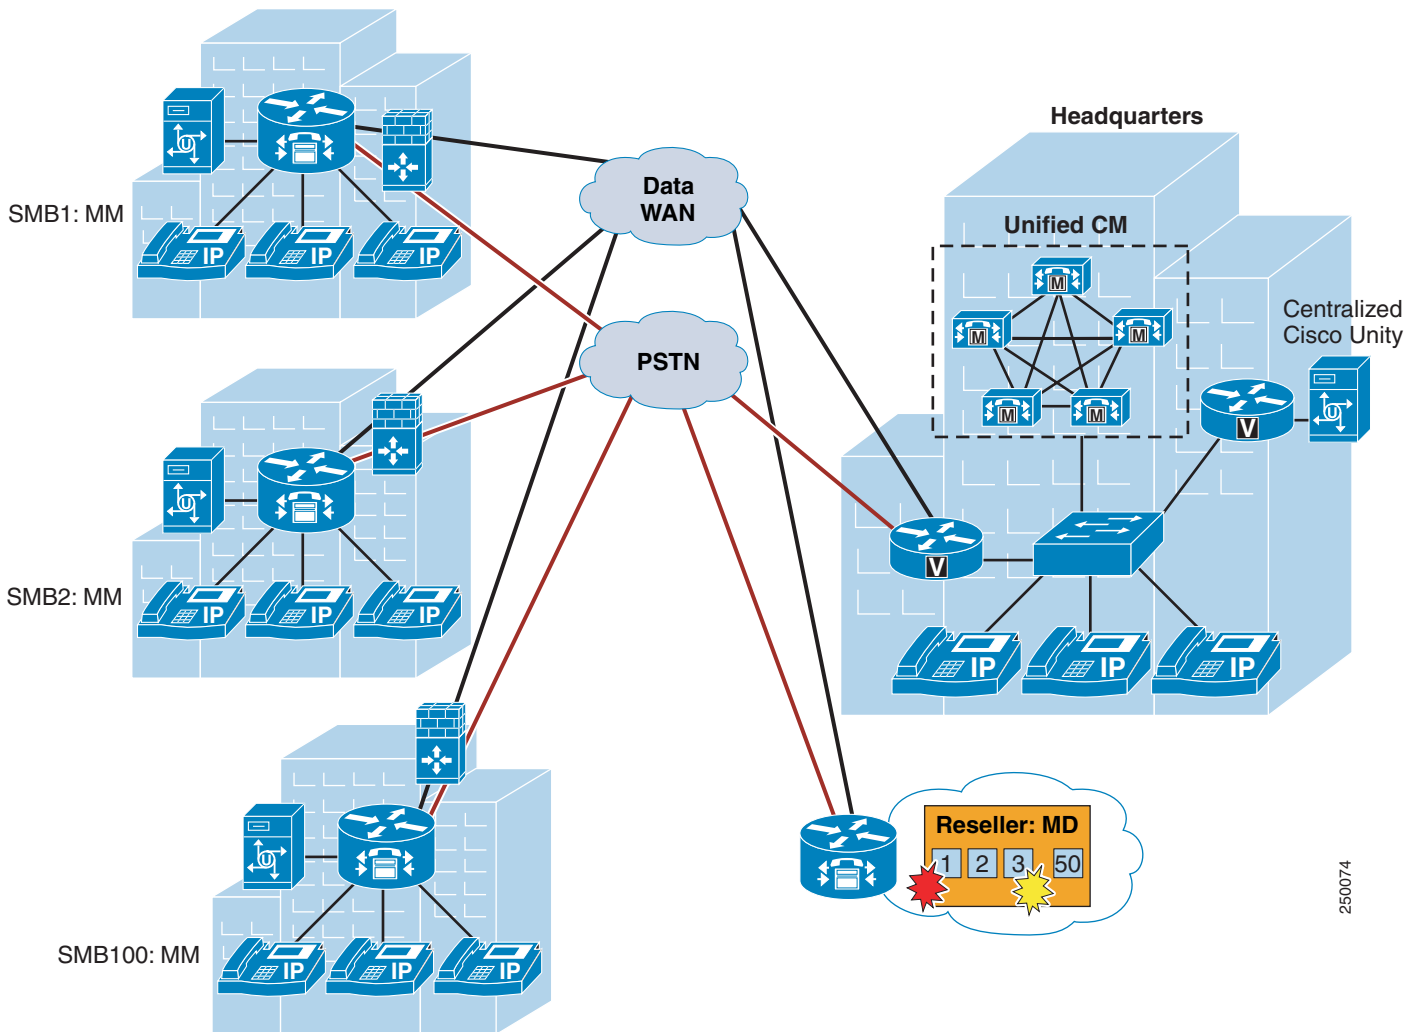 Headquarters
Data
WAN
SMB1: MM
IP
IP
IP
U
Unified CM
M
M
M
M
M
Centralized
Cisco Unity
PSTN
U
V
V
U
SMB2: MM
IP
IP
IP
IP
IP
IP
Reseller: MD
1
2
3
50
U
250074
SMB100: MM
IP
IP
IP